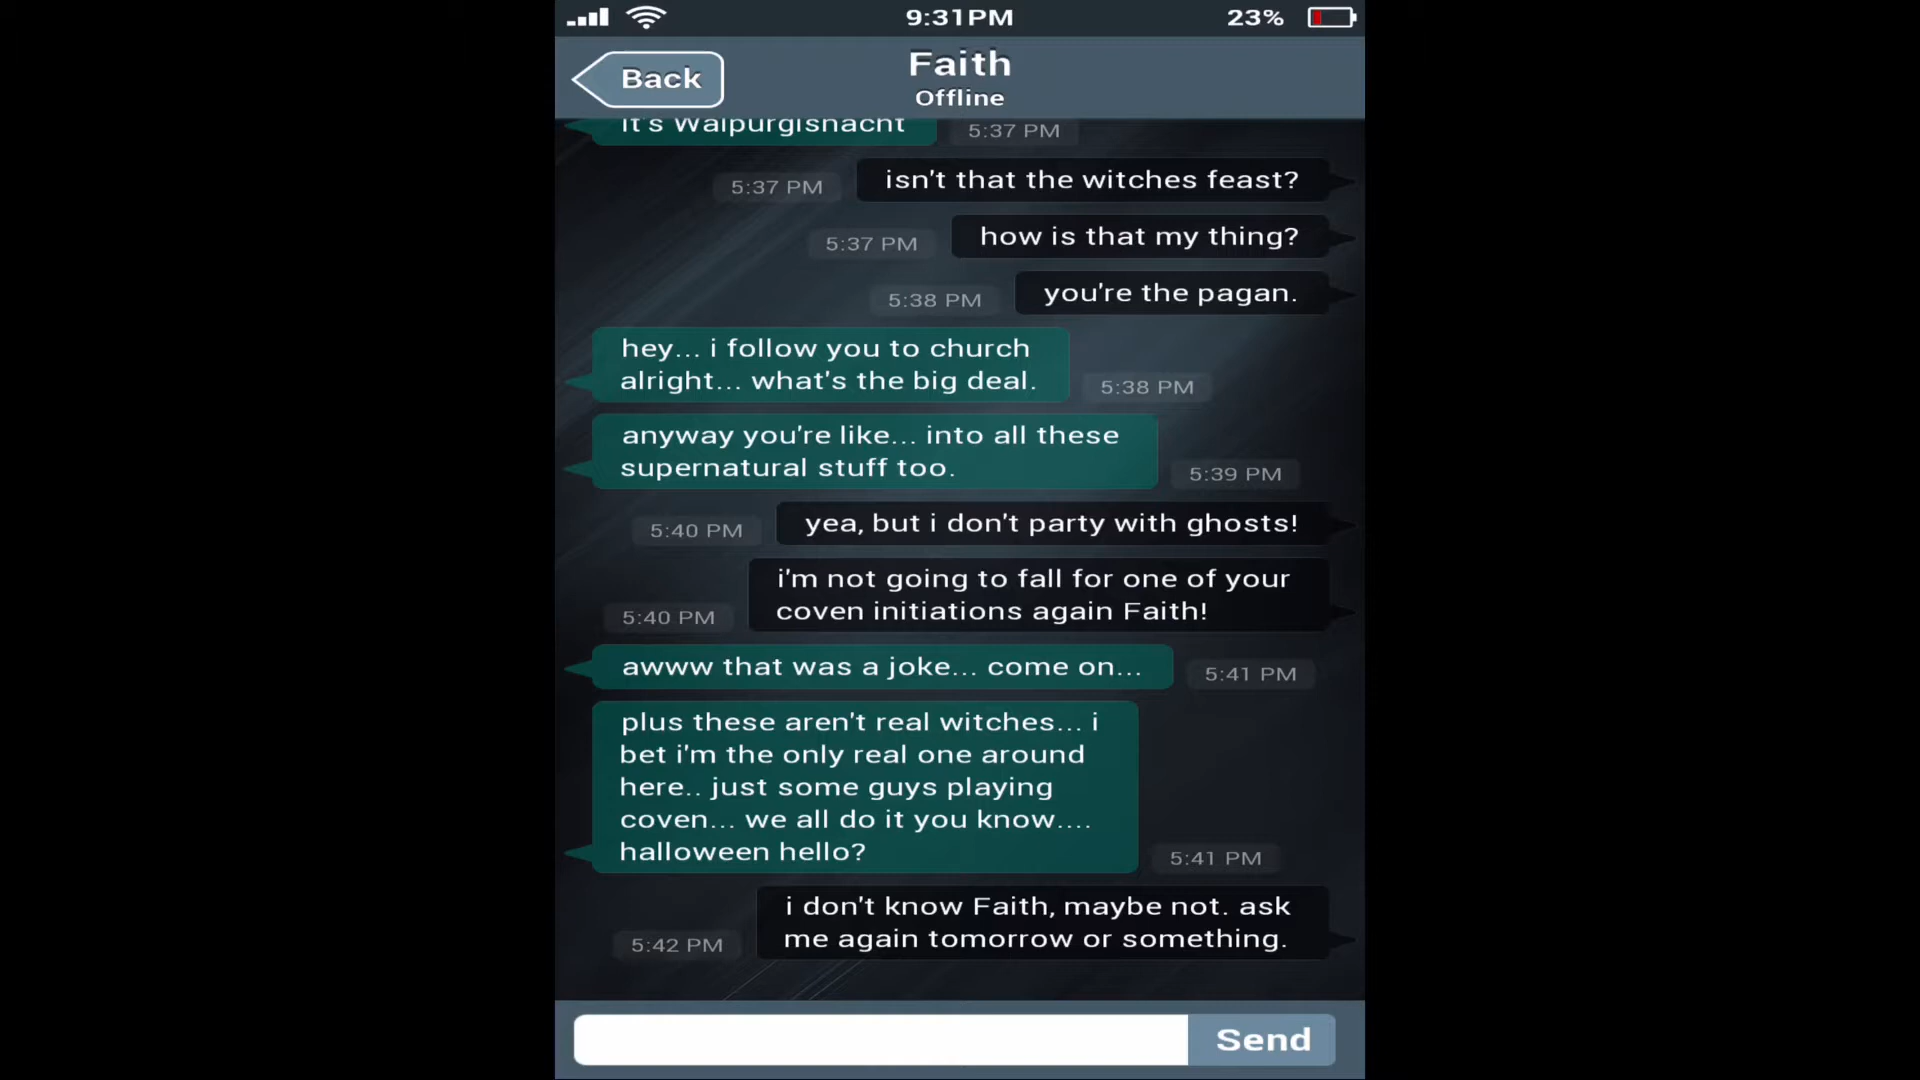 9:31PM
23%
Back
Faith
Offline
it's Walpurgisnacht
5:37 PM
isn't that the witches feast?
5:37 PM
how is that my thing?
5:37 PM
you're the pagan.
5:38 PM
hey... i follow you to church
alright... what's the big deal.
5:38 PM
anyway you're like... into all these
supernatural stuff too.
5:39 PM
yea, but i don't party with ghosts!
5:40 PM
i'm not going to fall for one of your
coven initiations again Faith!
5:40 PM
awww that was a joke... come on...
5:41 PM
plus these aren't real witches... i
bet i'm the only real one around
here.. just some guys playing
coven... we all do it you know....
halloween hello?
5:41 PM
i don't know Faith, maybe not. ask
me again tomorrow or something.
5:42 PM
Send